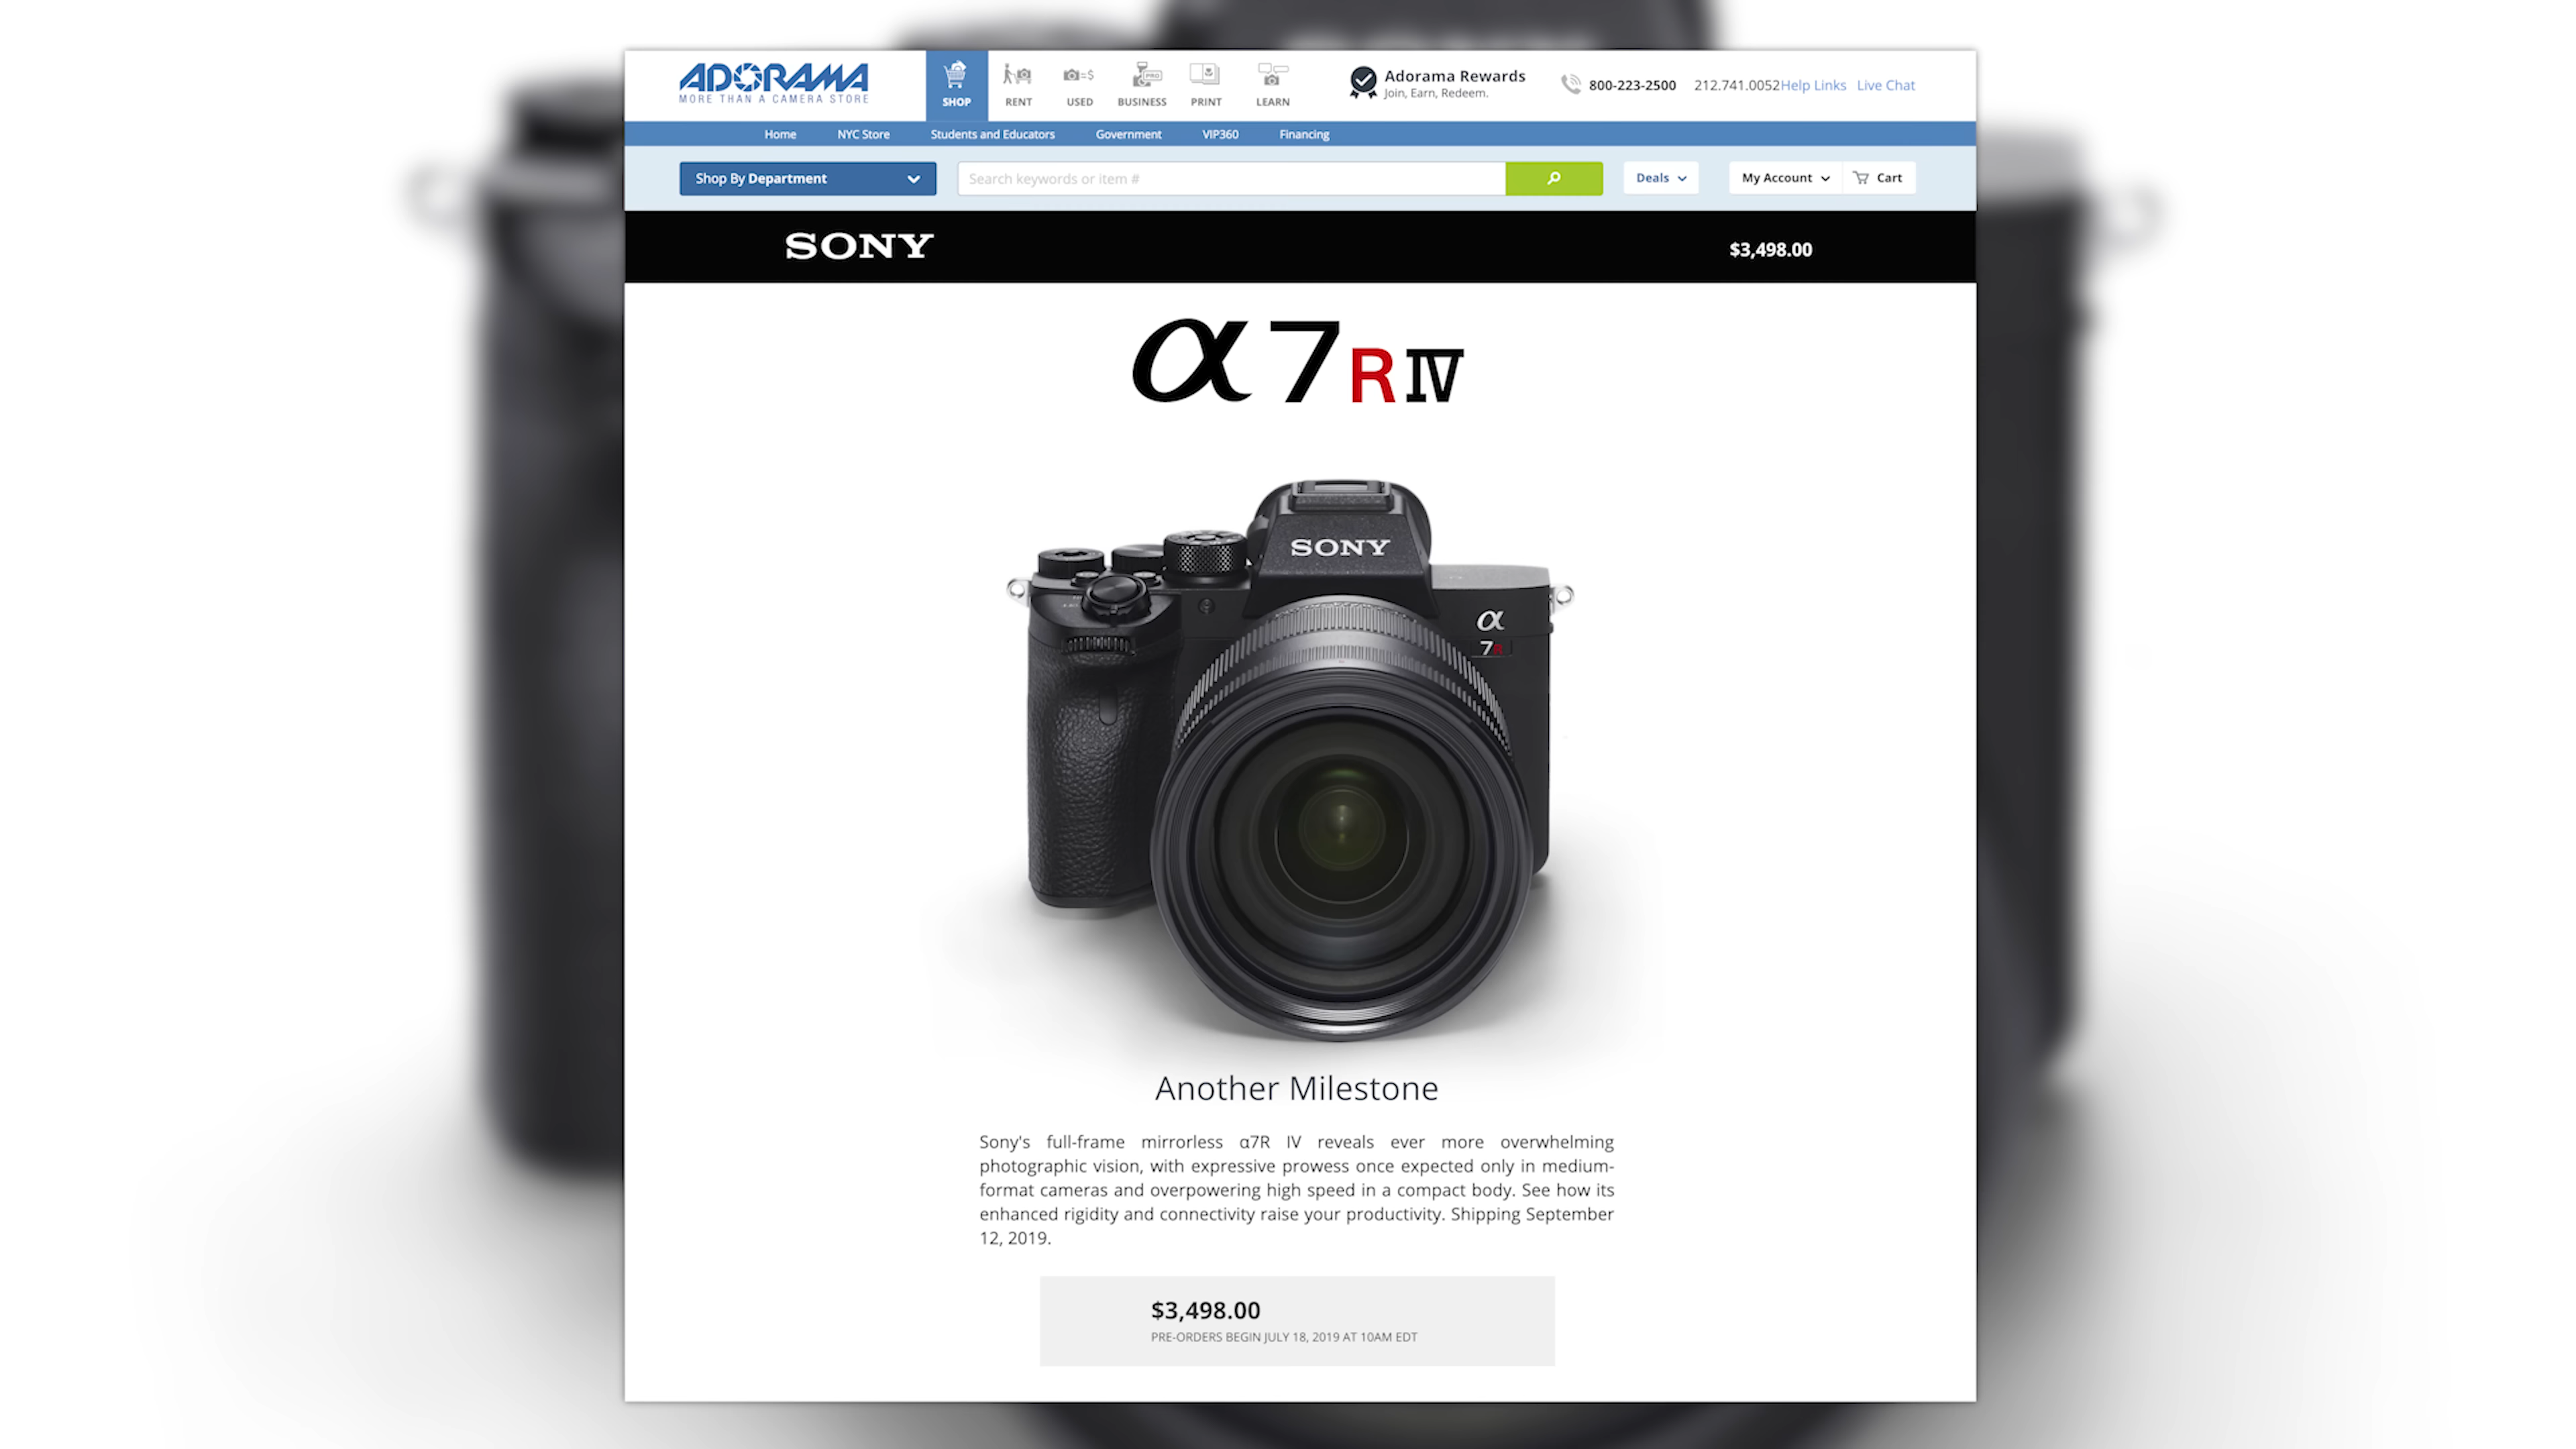 ADORAMA
MORE THAN A CAMERA STORE
SHOP
RENT
USED
BUSINESS
PRINT
LEARN
Adorama Rewards
Join, Earn, Redeem.
800-223-2500
212.741.0052
Help Links
Live Chat
Home
NYC Store
Students and Educators
Government
VIP360
Financing
Shop By Department
Search keywords or item #
Deals
My Account
Cart
SONY
$3,498.00
α7RIV
SONY
α
7R
Another Milestone
Sony's full-frame mirrorless α7R IV reveals ever more overwhelming
photographic vision, with expressive prowess once expected only in medium-
format cameras and overpowering high speed in a compact body. See how its
enhanced rigidity and connectivity raise your productivity. Shipping September
12, 2019.
$3,498.00
PRE-ORDERS BEGIN JULY 18, 2019 AT 10AM EDT